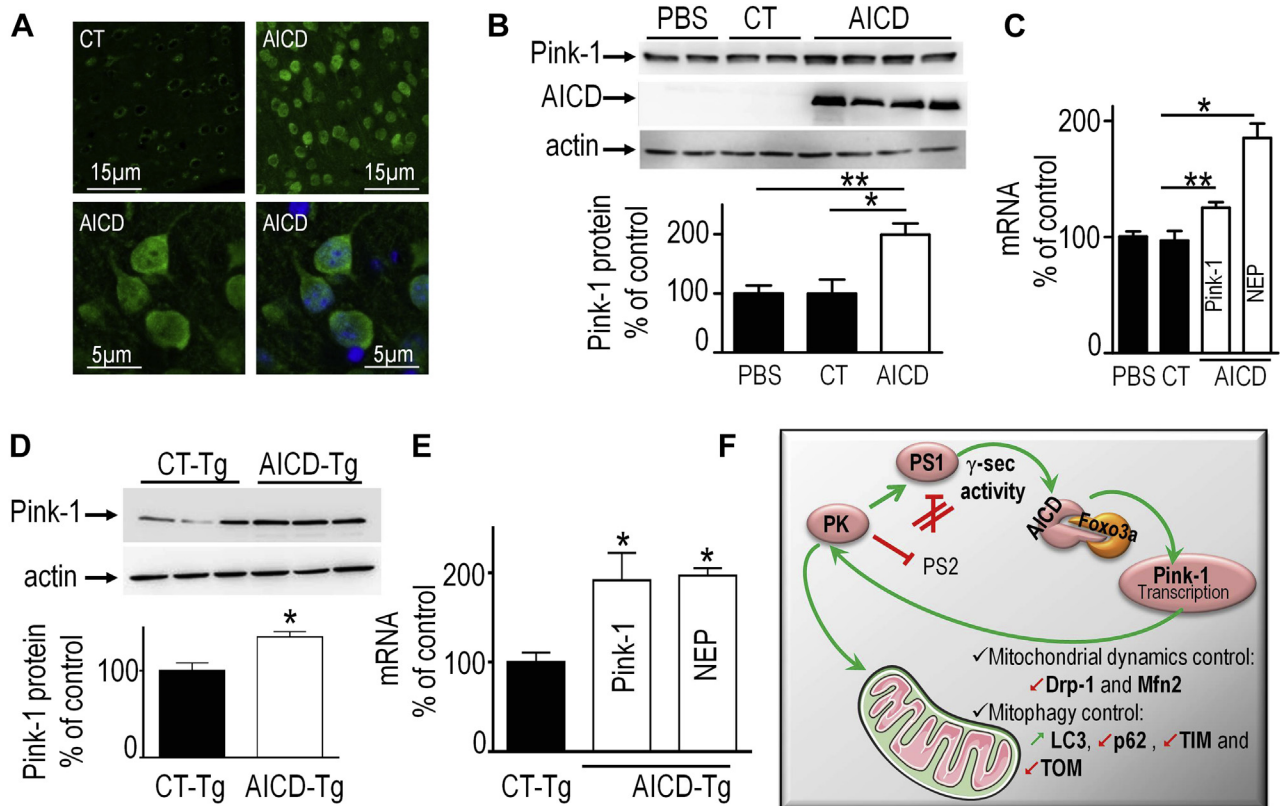 A
CT
AICD
15µm
15µm
AICD
AICD
5µm
5µm
B
PBS CT AICD
Pink-1
AICD
actin
**
*
Pink-1 protein
% of control
200
100
0
PBS CT AICD
C
mRNA
% of control
200
100
0
*
**
Pink-1
NEP
PBS CT AICD
D
CT-Tg AICD-Tg
Pink-1
actin
Pink-1 protein
% of control
100
0
*
CT-Tg AICD-Tg
E
mRNA
% of control
200
100
0
*
*
Pink-1
NEP
CT-Tg AICD-Tg
F
PS1
γ-sec
activity
PK
PS2
AICD
Foxo3a
Pink-1
Transcription
✓Mitochondrial dynamics control:
↙Drp-1 and Mfn2
✓Mitophagy control:
↗ LC3, ↙p62 , ↙TIM and
↙TOM